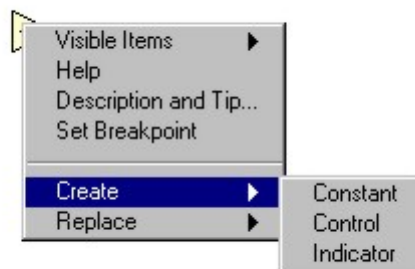 Visible Items
Help
Description and Tip...
Set Breakpoint
Create
Replace
Constant
Control
Indicator